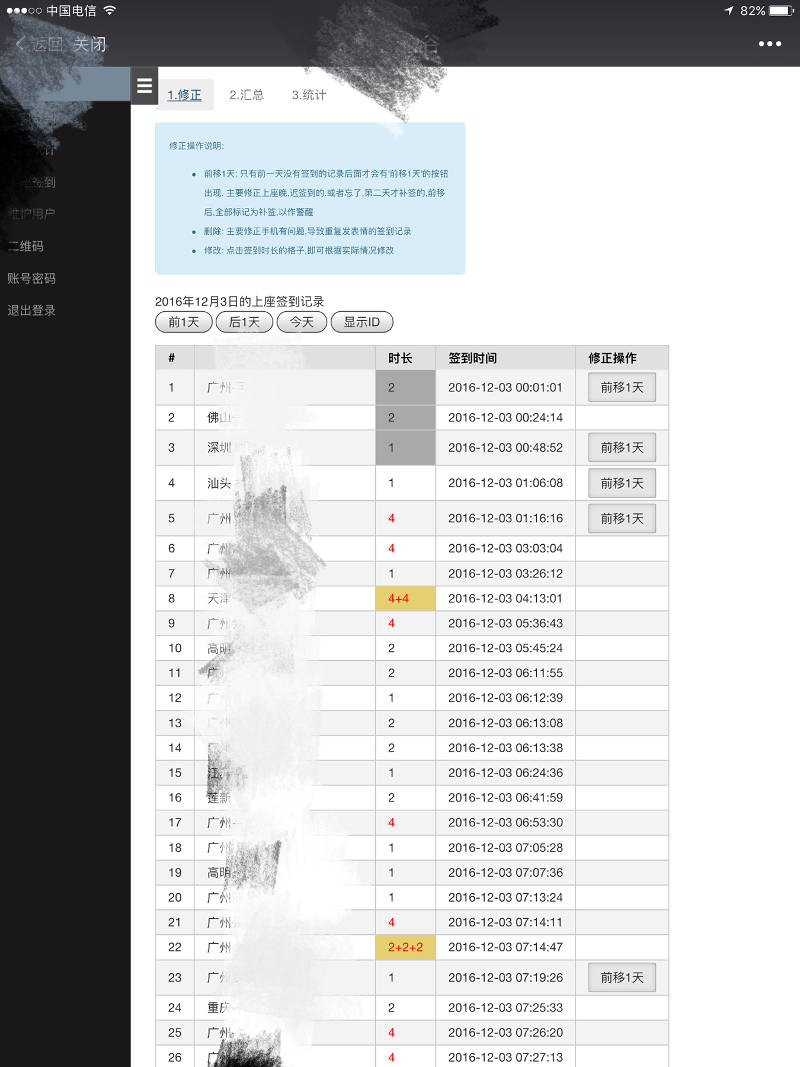 中国电信 82%
返回 关闭
签到
维护用户
二维码
账号密码
退出登录
1.修正 2.汇总 3.统计
修正操作说明:
前移1天: 只有前一天没有签到的记录后面才会有'前移1天'的按钮
出现. 主要修正上座晚,迟签到的.或者忘了,第二天才补签的,前移
后,全部标记为补签,以作警醒
删除: 主要修正手机有问题,导致重复发表情的签到记录
修改: 点击签到时长的格子,即可根据实际情况修改
2016年12月3日的上座签到记录
前1天 后1天 今天 显示ID
# 时长 签到时间 修正操作
1 广州 2 2016-12-03 00:01:01 前移1天
2 佛山 2 2016-12-03 00:24:14
3 深圳 1 2016-12-03 00:48:52 前移1天
4 汕头 1 2016-12-03 01:06:08 前移1天
5 广州 4 2016-12-03 01:16:16 前移1天
6 广州 4 2016-12-03 03:03:04
7 广州 1 2016-12-03 03:26:12
8 天津 4+4 2016-12-03 04:13:01
9 广州 4 2016-12-03 05:36:43
10 高明 2 2016-12-03 05:45:24
11 广 2 2016-12-03 06:11:55
12 广 1 2016-12-03 06:12:39
13 2 2016-12-03 06:13:08
14 2 2016-12-03 06:13:38
15 江 1 2016-12-03 06:24:36
16 莲新 2 2016-12-03 06:41:59
17 广州 4 2016-12-03 06:53:30
18 广州 1 2016-12-03 07:05:28
19 高明 1 2016-12-03 07:07:36
20 广州 1 2016-12-03 07:13:24
21 广州 4 2016-12-03 07:14:11
22 广州 2+2+2 2016-12-03 07:14:47
23 广州 1 2016-12-03 07:19:26 前移1天
24 重庆 2 2016-12-03 07:25:33
25 广州 4 2016-12-03 07:26:20
26 广 4 2016-12-03 07:27:13